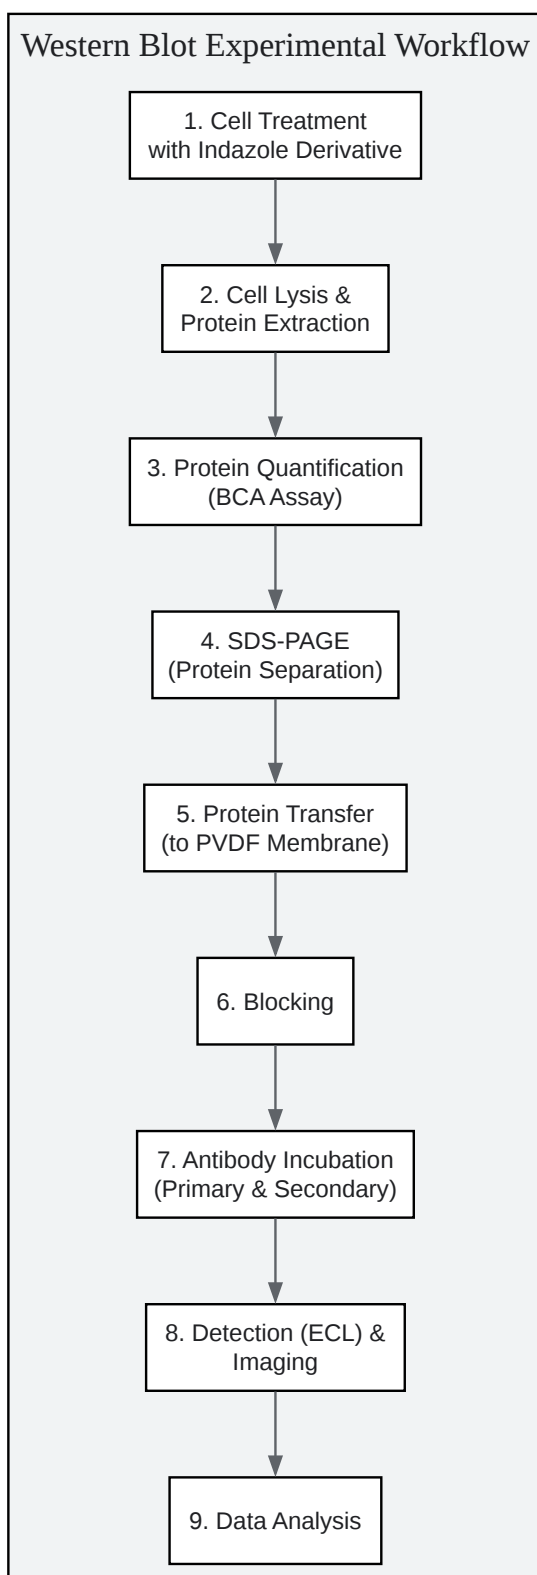 Western Blot Experimental Workflow
1. Cell Treatment
with Indazole Derivative
2. Cell Lysis &
Protein Extraction
3. Protein Quantification
(BCA Assay)
4. SDS-PAGE
(Protein Separation)
5. Protein Transfer
(to PVDF Membrane)
6. Blocking
7. Antibody Incubation
(Primary & Secondary)
8. Detection (ECL) &
Imaging
9. Data Analysis